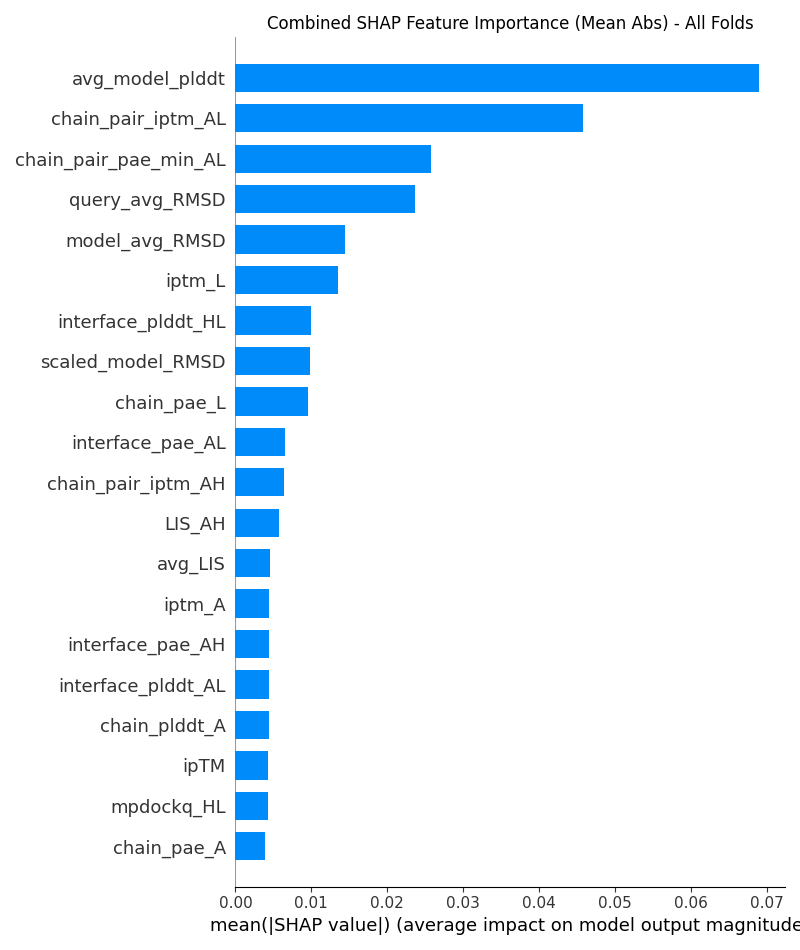 Combined SHAP Feature Importance (Mean Abs) - All Folds
avg_model_plddt
chain_pair_iptm_AL
chain_pair_pae_min_AL
query_avg_RMSD
model_avg_RMSD
iptm_L
interface_plddt_HL
scaled_model_RMSD
chain_pae_L
interface_pae_AL
chain_pair_iptm_AH
LIS_AH
avg_LIS
iptm_A
interface_pae_AH
interface_plddt_AL
chain_plddt_A
ipTM
mpdockq_HL
chain_pae_A
0.00 0.01 0.02 0.03 0.04 0.05 0.06 0.07
mean(|SHAP value|) (average impact on model output magnitude